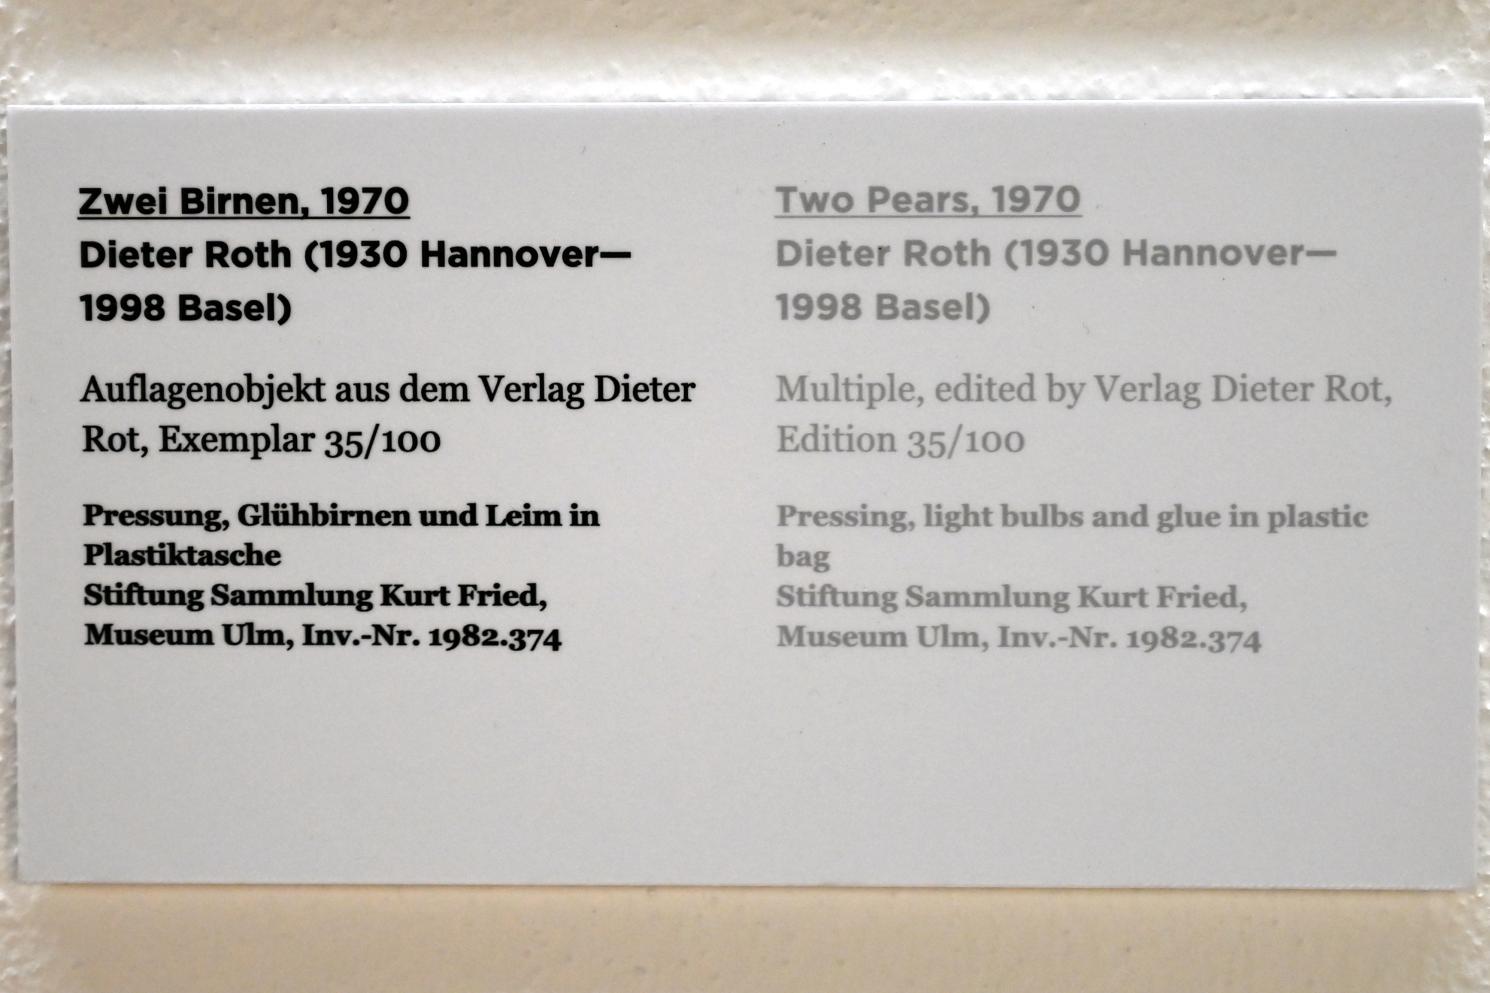 Zwei Birnen, 1970
Dieter Roth (1930 Hannover—
1998 Basel)
Auflagenobjekt aus dem Verlag Dieter
Rot, Exemplar 35/100
Pressung, Glühbirnen und Leim in
Plastiktasche
Stiftung Sammlung Kurt Fried,
Museum Ulm, Inv.-Nr. 1982.374
Two Pears, 1970
Dieter Roth (1930 Hannover—
1998 Basel)
Multiple, edited by Verlag Dieter Rot,
Edition 35/100
Pressing, light bulbs and glue in plastic
bag
Stiftung Sammlung Kurt Fried,
Museum Ulm, Inv.-Nr. 1982.374